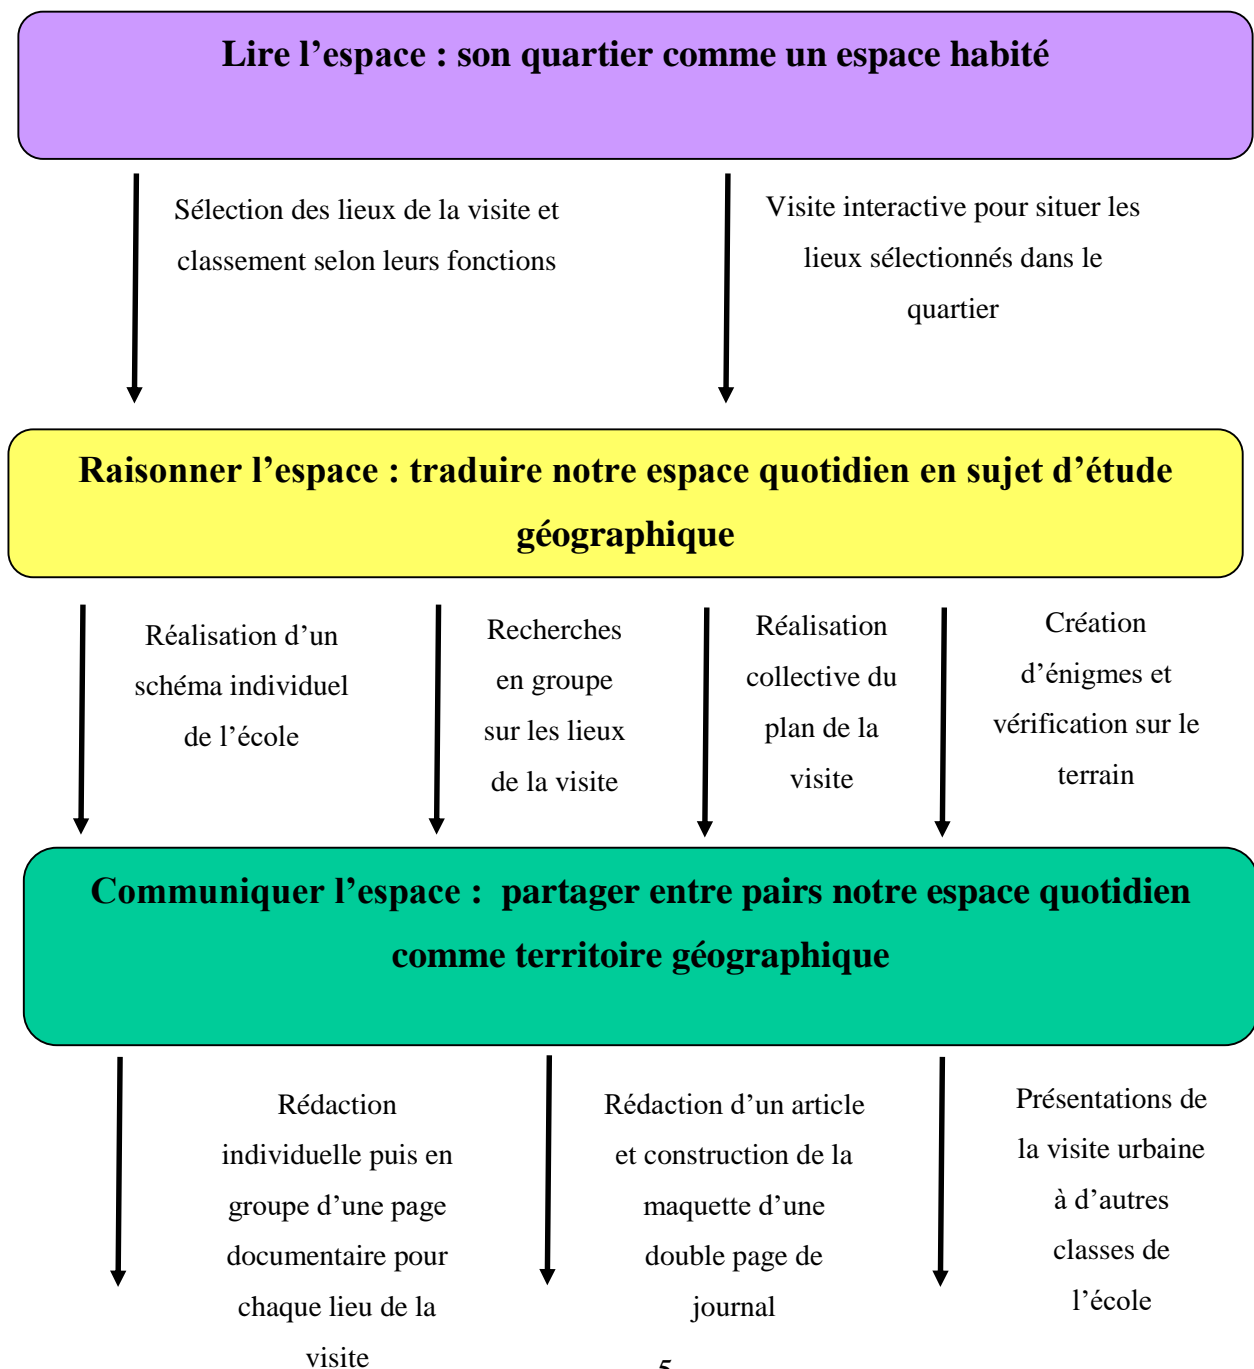 Lire l’espace : son quartier comme un espace habité
Sélection des lieux de la visite et
classement selon leurs fonctions
Visite interactive pour situer les
lieux sélectionnés dans le
quartier
Raisonner l’espace : traduire notre espace quotidien en sujet d’étude
géographique
Réalisation d’un
schéma individuel
de l’école
Recherches
en groupe
sur les lieux
de la visite
Réalisation
collective du
plan de la
visite
Création
d’énigmes et
vérification sur le
terrain
Communiquer l’espace : partager entre pairs notre espace quotidien
comme territoire géographique
Rédaction
individuelle puis en
groupe d’une page
documentaire pour
chaque lieu de la
visite
Rédaction d’un article
et construction de la
maquette d’une
double page de
journal
Présentations de
la visite urbaine
à d’autres
classes de
l’école
5